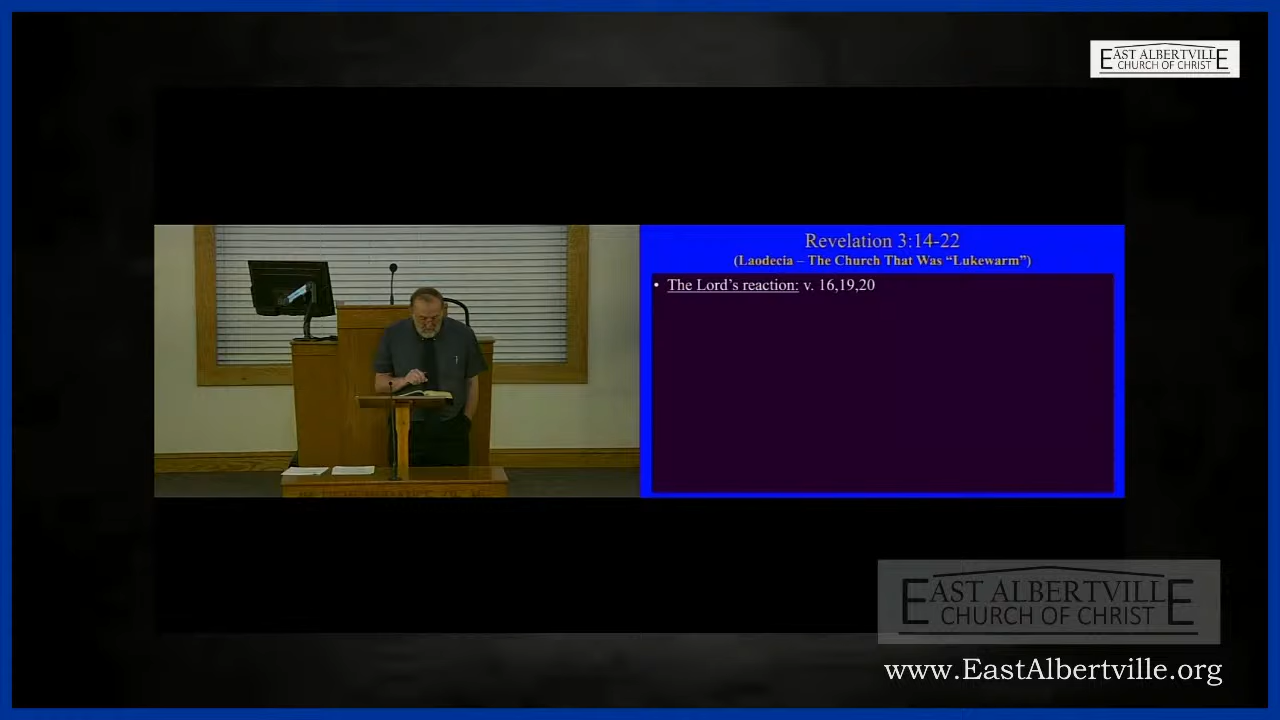 EAST ALBERTVILLE
CHURCH OF CHRIST
Revelation 3:14-22
(Laodecia – The Church That Was “Lukewarm”)
• The Lord’s reaction: v. 16,19,20
EAST ALBERTVILLE
CHURCH OF CHRIST
www.EastAlbertville.org